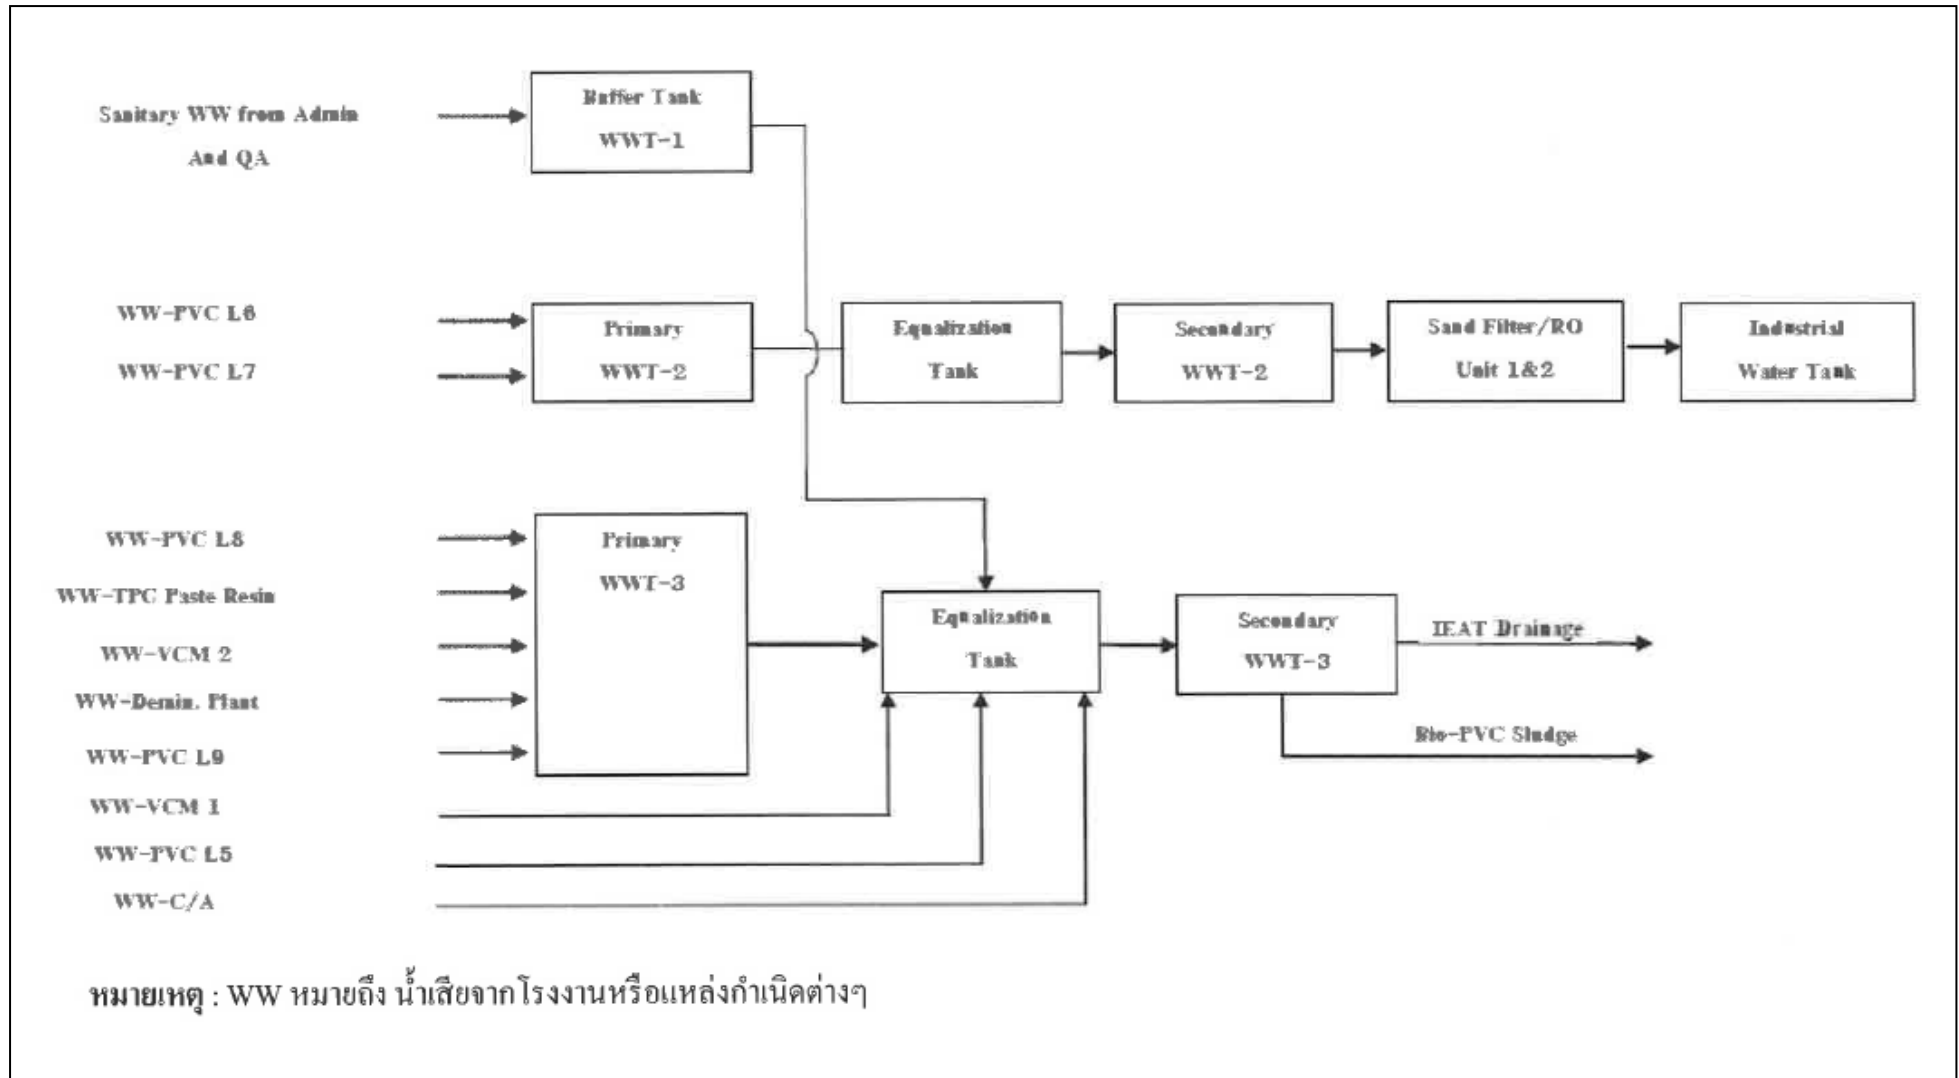 Sanitary WW from Admin
And QA
Buffer Tank
WWT-1
WW-PVC L6
WW-PVC L7
Primary
WWT-2
Equalization
Tank
Secondary
WWT-2
Sand Filter/RO
Unit 1&2
Industrial
Water Tank
WW-PVC L8
WW-TPC Paste Resin
WW-VCM 2
WW-Demin. Plant
WW-PVC L9
WW-VCM 1
WW-PVC L5
WW-C/A
Primary
WWT-3
Equalization
Tank
Secondary
WWT-3
IEAT Drainage
Bio-PVC Sludge
หมายเหตุ : WW หมายถึง น้ำเสียจากโรงงานหรือแหล่งกำเนิดต่างๆ